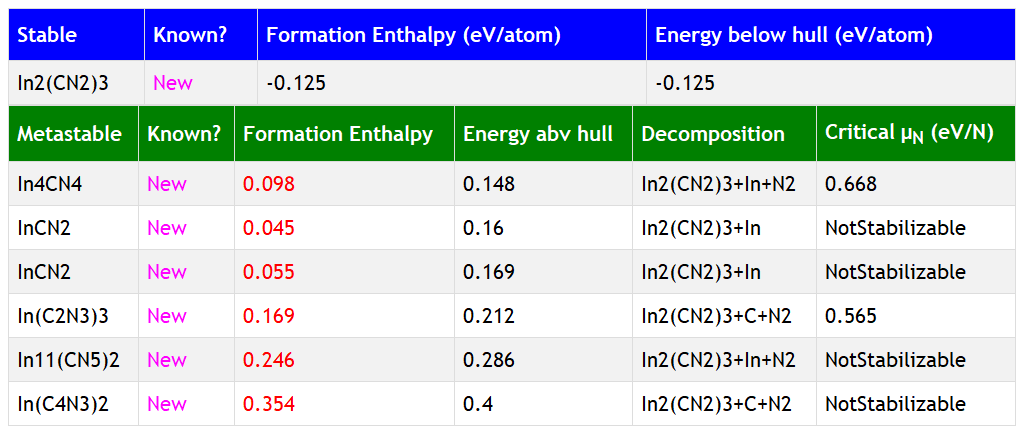 Stable Known? Formation Enthalpy (eV/atom) Energy below hull (eV/atom)
In2(CN2)3 New -0.125 -0.125
Metastable Known? Formation Enthalpy Energy abv hull Decomposition Critical μN (eV/N)
In4CN4 New 0.098 0.148 In2(CN2)3+In+N2 0.668
InCN2 New 0.045 0.16 In2(CN2)3+In NotStabilizable
InCN2 New 0.055 0.169 In2(CN2)3+In NotStabilizable
In(C2N3)3 New 0.169 0.212 In2(CN2)3+C+N2 0.565
In11(CN5)2 New 0.246 0.286 In2(CN2)3+In+N2 NotStabilizable
In(C4N3)2 New 0.354 0.4 In2(CN2)3+C+N2 NotStabilizable